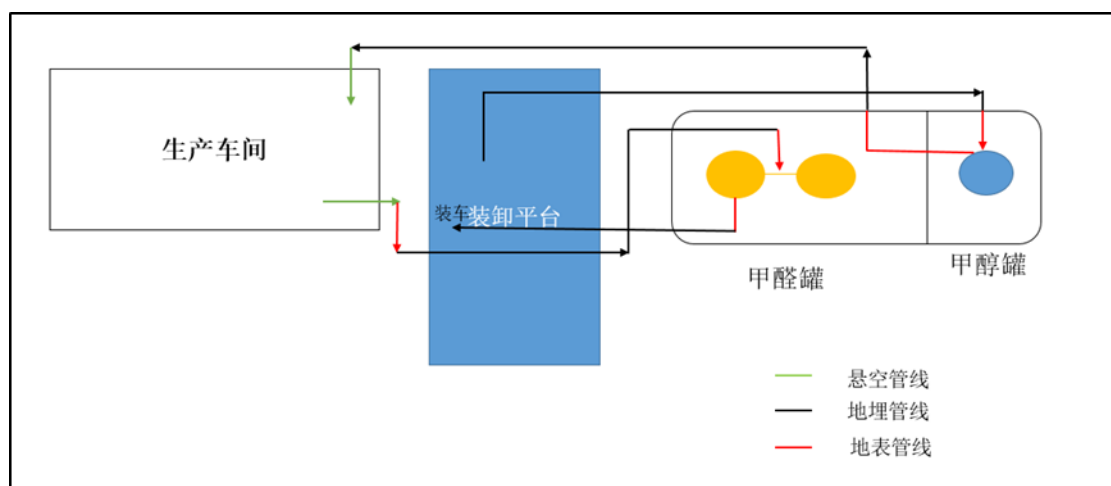 生产车间
装车
装卸平台
甲醛罐
甲醇罐
悬空管线
地埋管线
地表管线